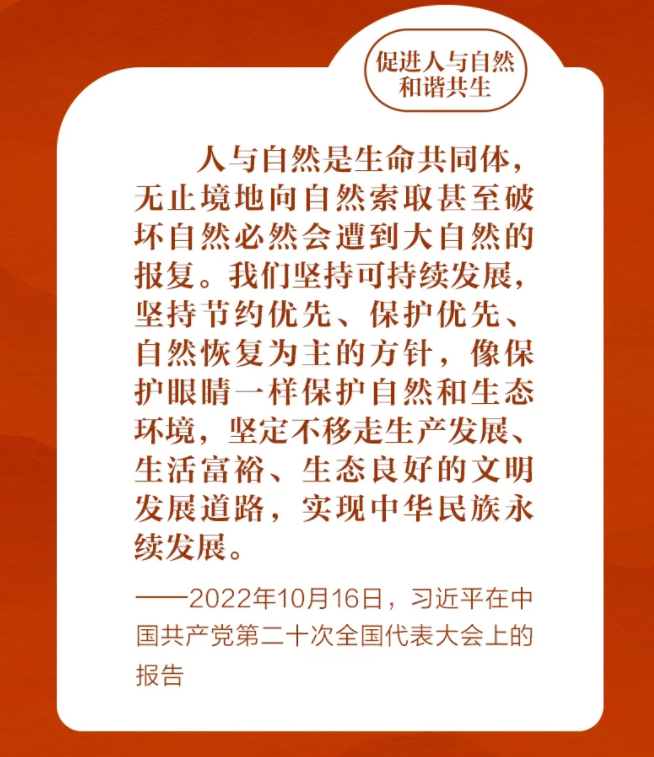 促进人与自然
和谐共生
人与自然是生命共同体，
无止境地向自然索取甚至破
坏自然必然会遭到大自然的
报复。我们坚持可持续发展，
坚持节约优先、保护优先、
自然恢复为主的方针，像保
护眼睛一样保护自然和生态
环境，坚定不移走生产发展、
生活富裕、生态良好的文明
发展道路，实现中华民族永
续发展。
——2022年10月16日，习近平在中
国共产党第二十次全国代表大会上的
报告